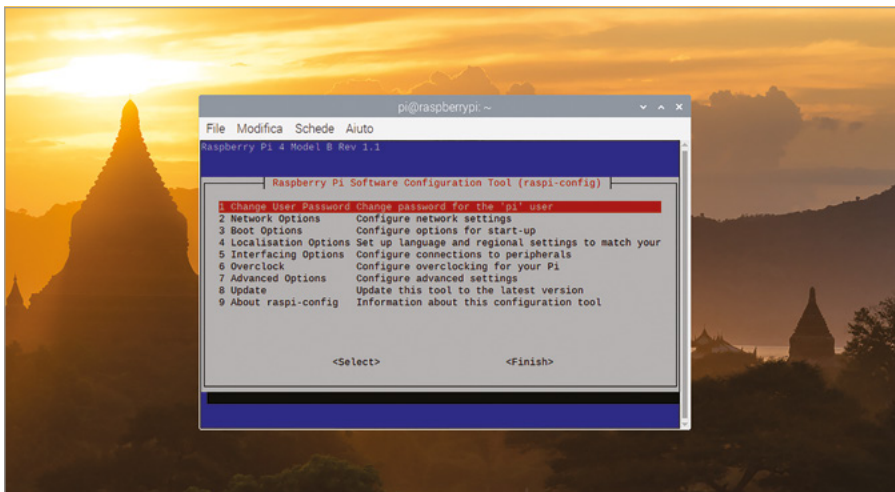 pi@raspberrypi: ~
File Modifica Schede Aiuto
Raspberry Pi 4 Model B Rev 1.1
Raspberry Pi Software Configuration Tool (raspi-config)
1 Change User Password Change password for the 'pi' user
2 Network Options Configure network settings
3 Boot Options Configure options for start-up
4 Localisation Options Set up language and regional settings to match your
5 Interfacing Options Configure connections to peripherals
6 Overclock Configure overclocking for your Pi
7 Advanced Options Configure advanced settings
8 Update Update this tool to the latest version
9 About raspi-config Information about this configuration tool
<Select> <Finish>